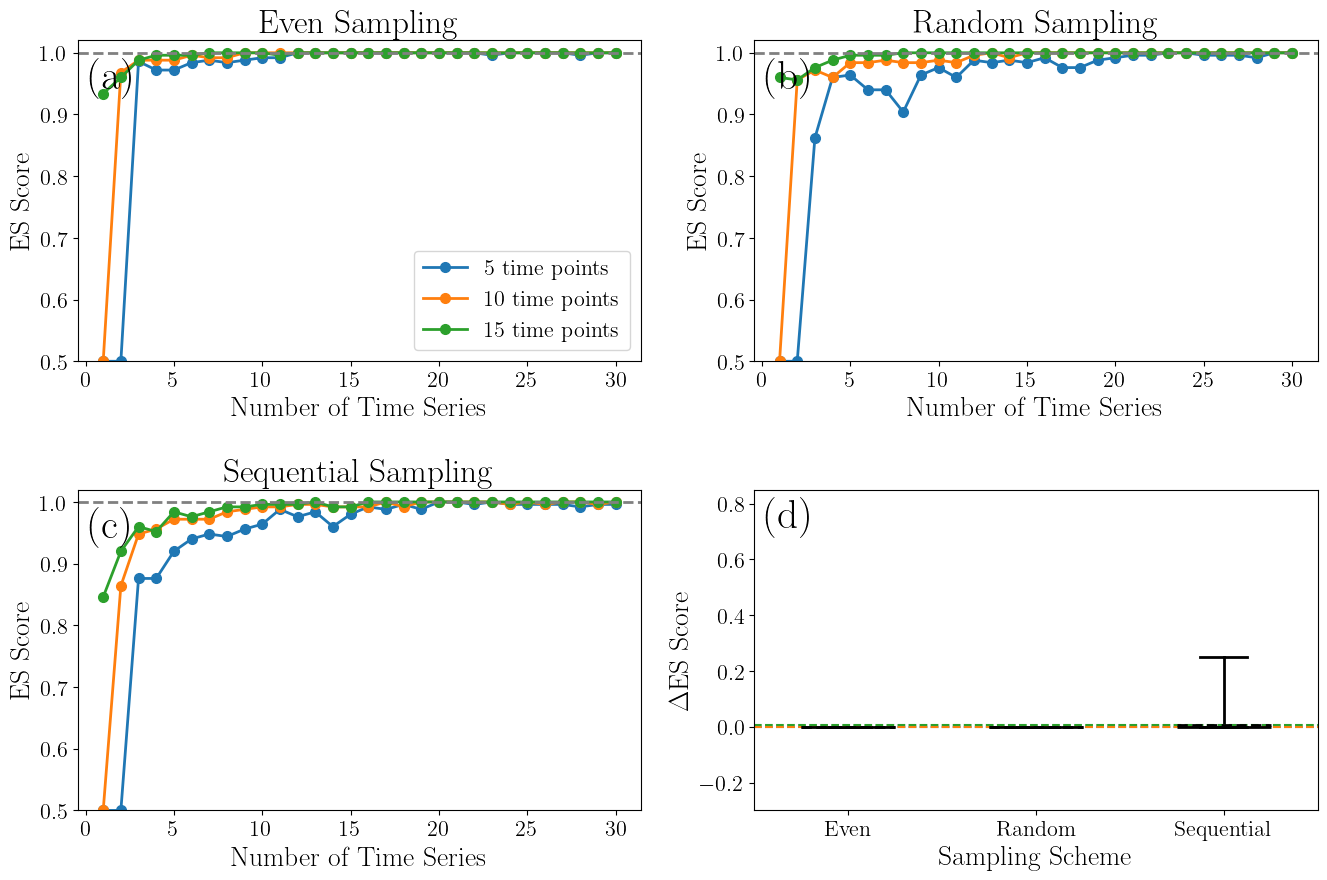 Even Sampling
(a)
1.0
0.9
0.8
0.7
0.6
0.5
ES Score
5 time points
10 time points
15 time points
0 5 10 15 20 25 30
Number of Time Series
Random Sampling
(b)
1.0
0.9
0.8
0.7
0.6
0.5
ES Score
0 5 10 15 20 25 30
Number of Time Series
Sequential Sampling
(c)
1.0
0.9
0.8
0.7
0.6
0.5
ES Score
0 5 10 15 20 25 30
Number of Time Series
(d)
0.8
0.6
0.4
0.2
0.0
−0.2
ΔES Score
Even Random Sequential
Sampling Scheme